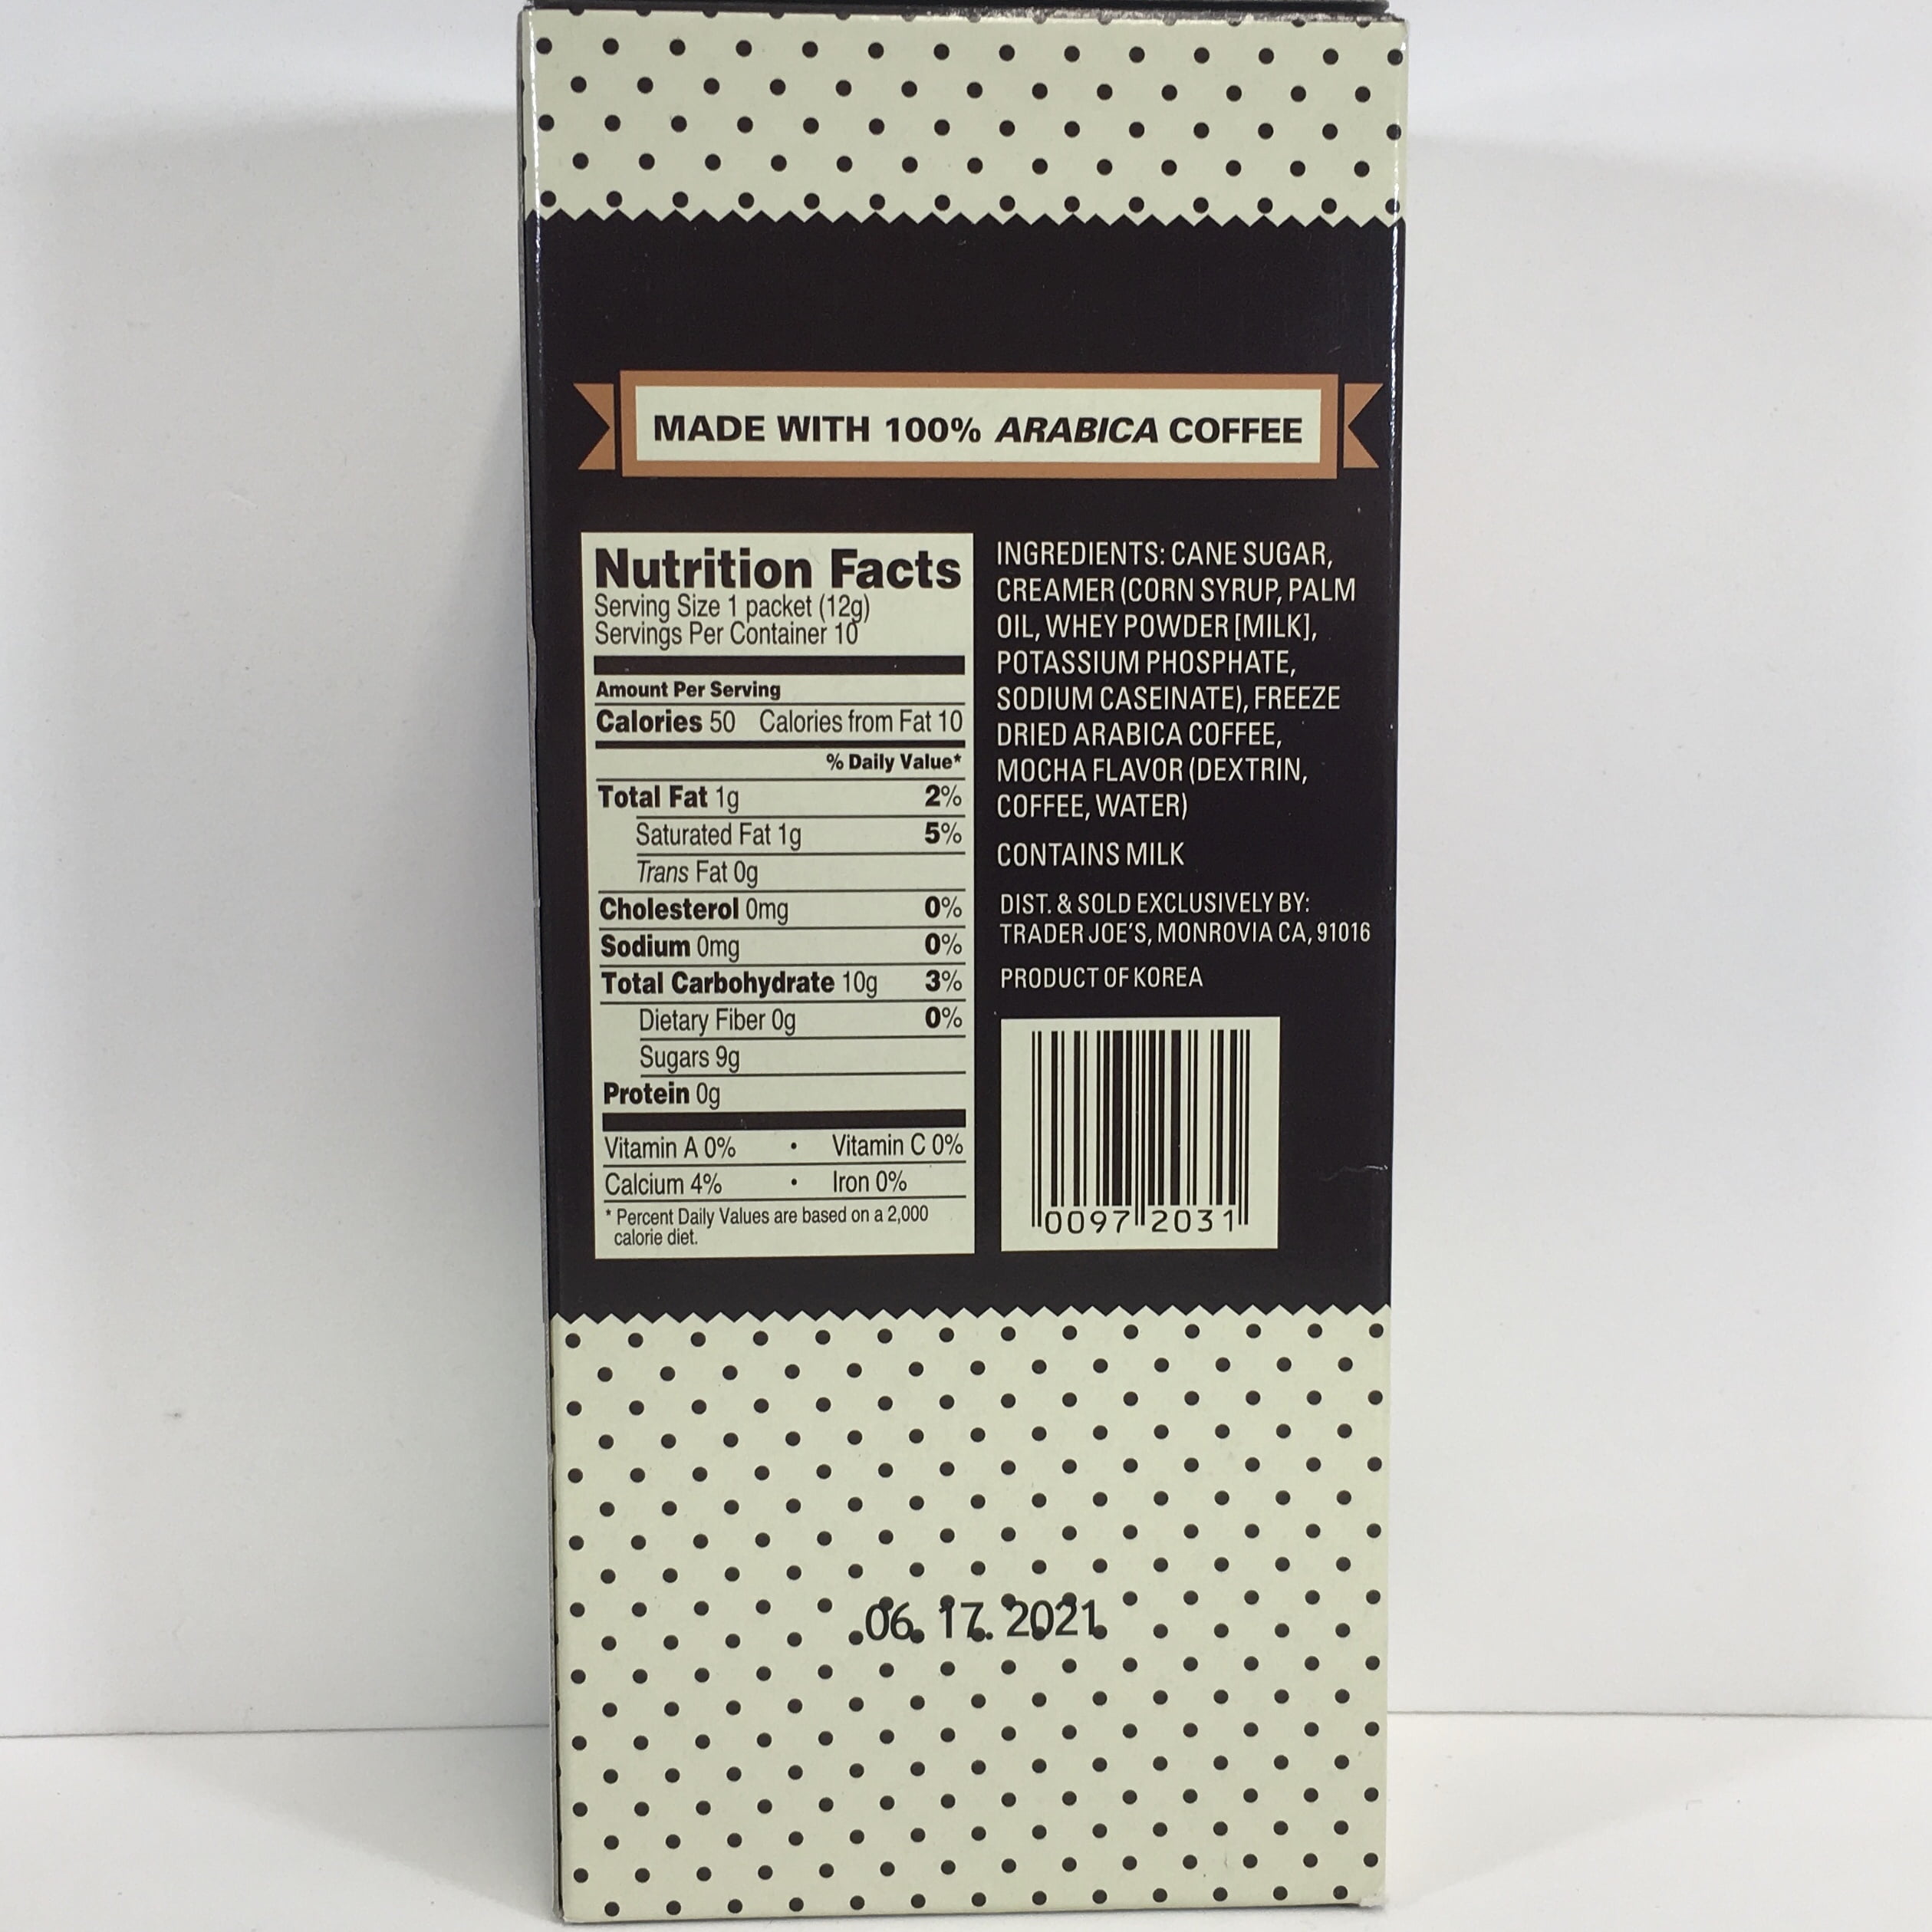 MADE WITH 100% ARABICA COFFEE
Nutrition Facts
Serving Size 1 packet (12g)
Servings Per Container 10
Amount Per Serving
Calories 50 Calories from Fat 10
% Daily Value*
Total Fat 1g 2%
Saturated Fat 1g 5%
Trans Fat 0g
Cholesterol 0mg 0%
Sodium 0mg 0%
Total Carbohydrate 10g 3%
Dietary Fiber 0g 0%
Sugars 9g
Protein 0g
Vitamin A 0% • Vitamin C 0%
Calcium 4% • Iron 0%
* Percent Daily Values are based on a 2,000
calorie diet.
INGREDIENTS: CANE SUGAR,
CREAMER (CORN SYRUP, PALM
OIL, WHEY POWDER [MILK],
POTASSIUM PHOSPHATE,
SODIUM CASEINATE), FREEZE
DRIED ARABICA COFFEE,
MOCHA FLAVOR (DEXTRIN,
COFFEE, WATER)
CONTAINS MILK
DIST. & SOLD EXCLUSIVELY BY:
TRADER JOE'S, MONROVIA CA, 91016
PRODUCT OF KOREA
0097 2031
06. 17. 2021